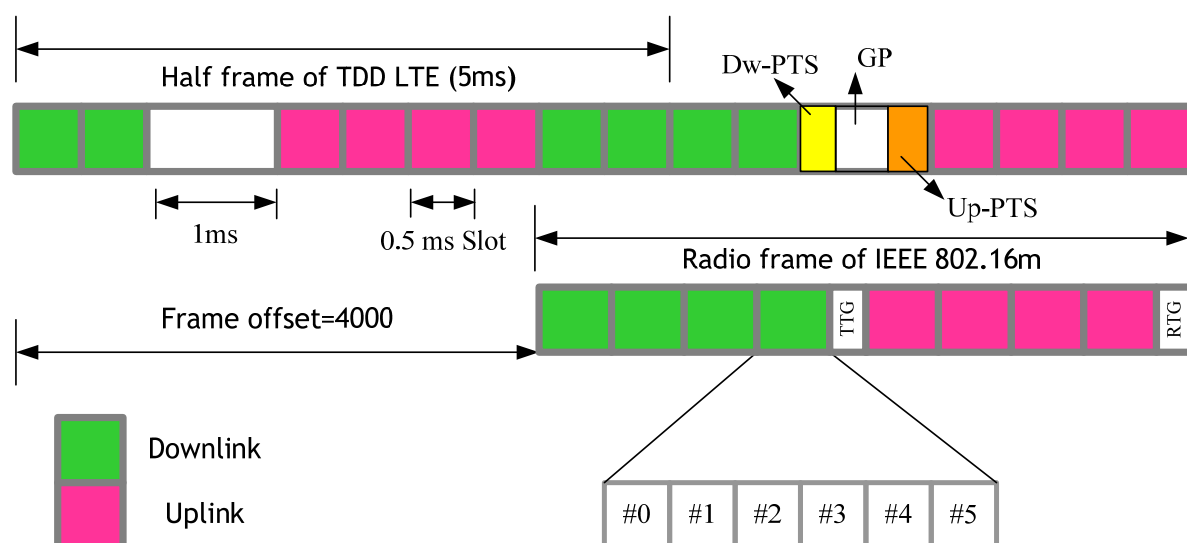 Half frame of TDD LTE (5ms)
Dw-PTS
GP
1ms
0.5 ms Slot
Up-PTS
Radio frame of IEEE 802.16m
Frame offset=4000
TTG
RTG
Downlink
Uplink
#0 #1 #2 #3 #4 #5